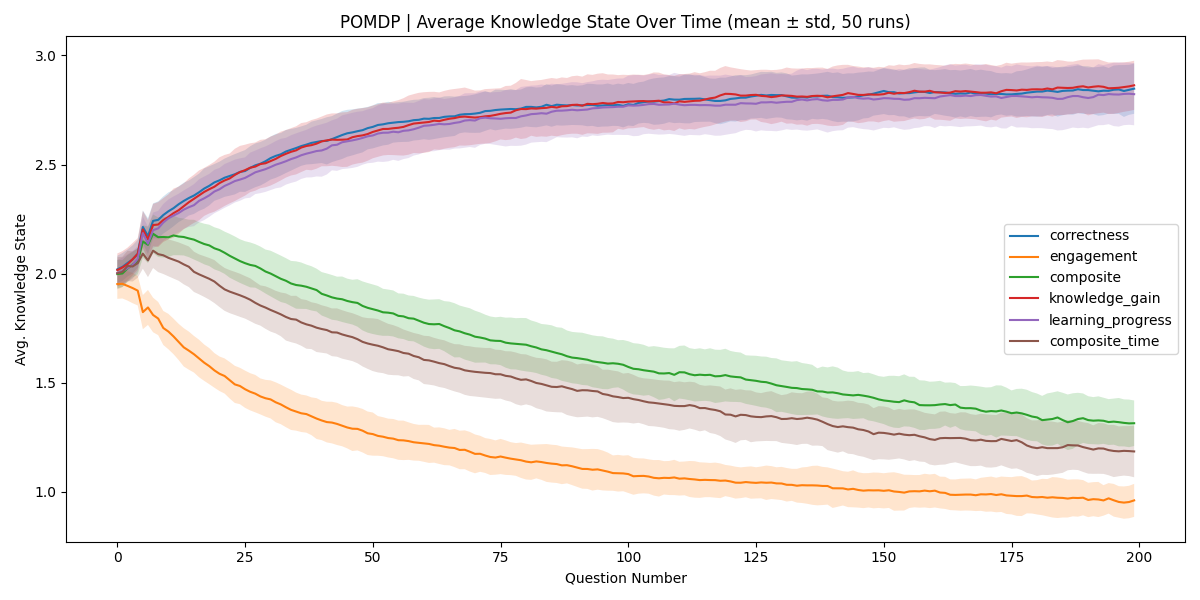 POMDP | Average Knowledge State Over Time (mean ± std, 50 runs)
3.0
2.5
2.0
1.5
1.0
Avg. Knowledge State
correctness
engagement
composite
knowledge_gain
learning_progress
composite_time
0 25 50 75 100 125 150 175 200
Question Number